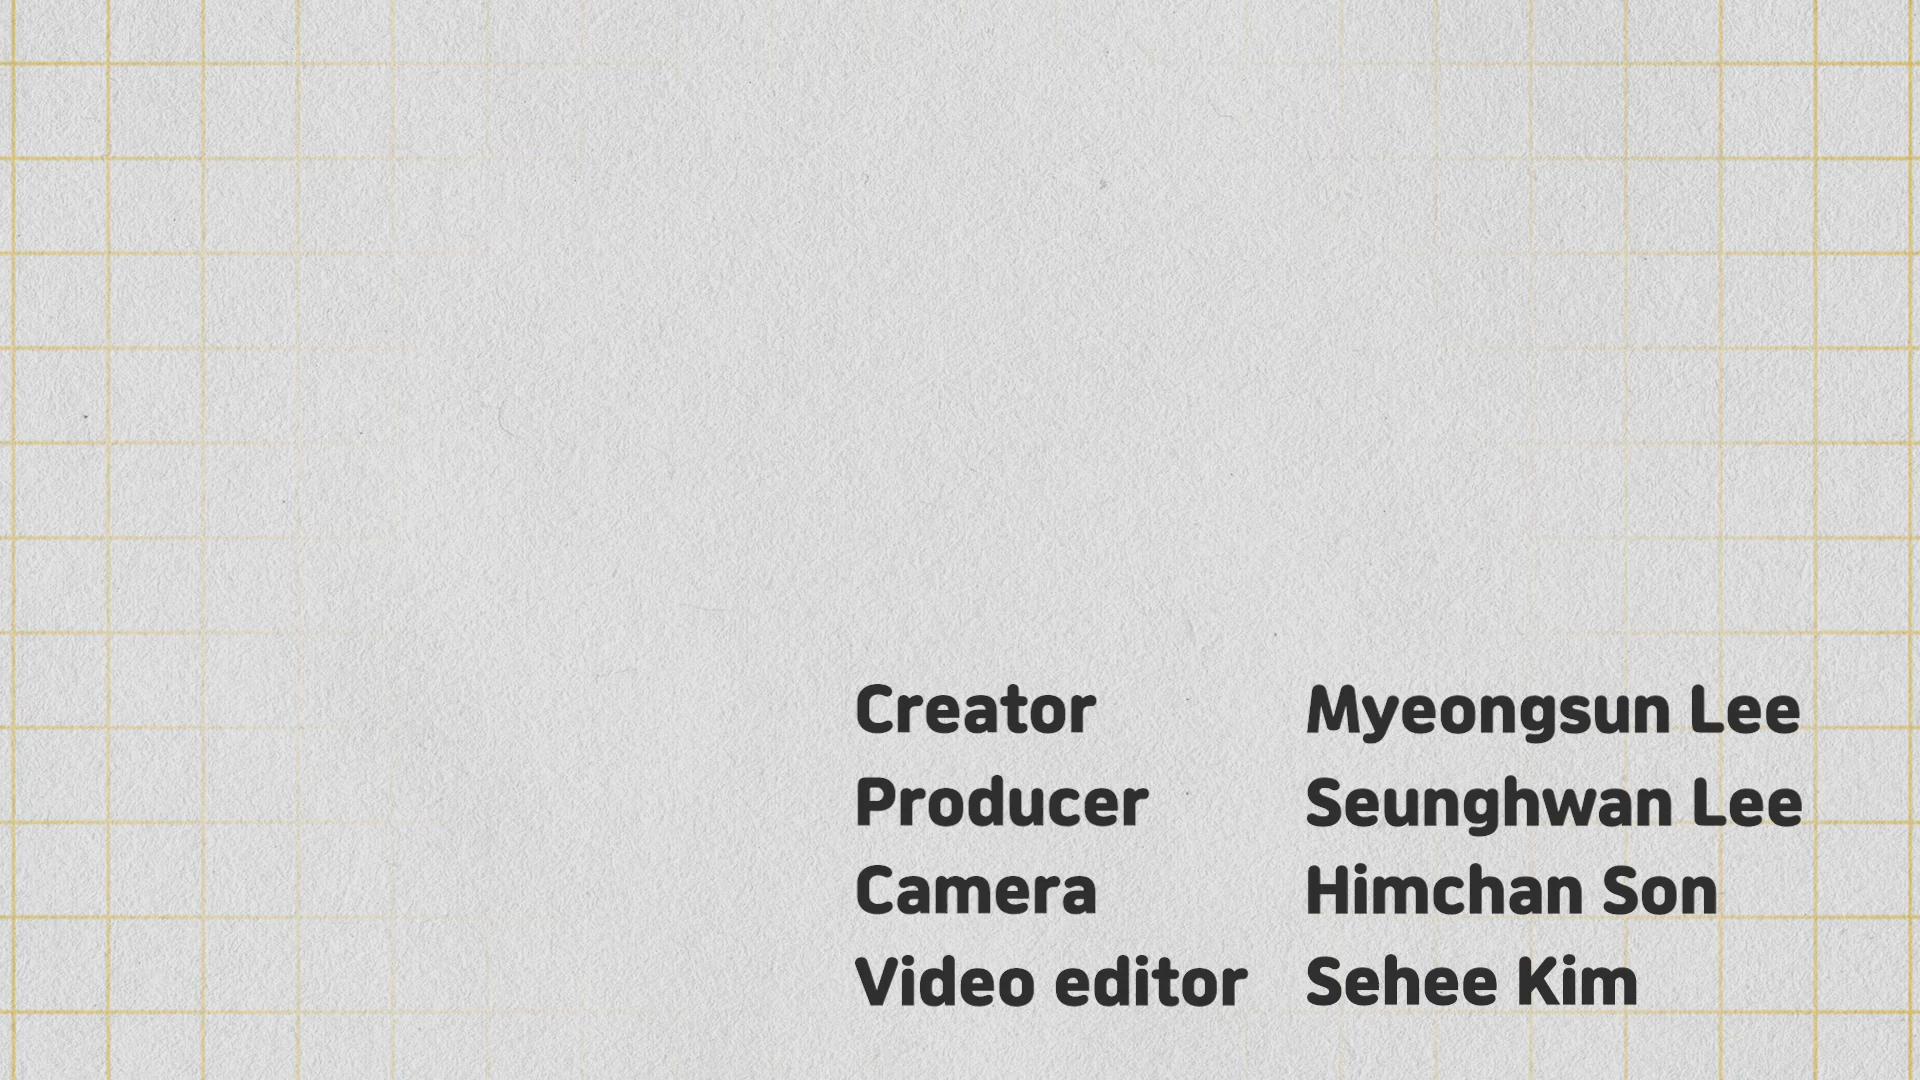 Creator Myeongsun Lee
Producer Seunghwan Lee
Camera Himchan Son
Video editor Sehee Kim